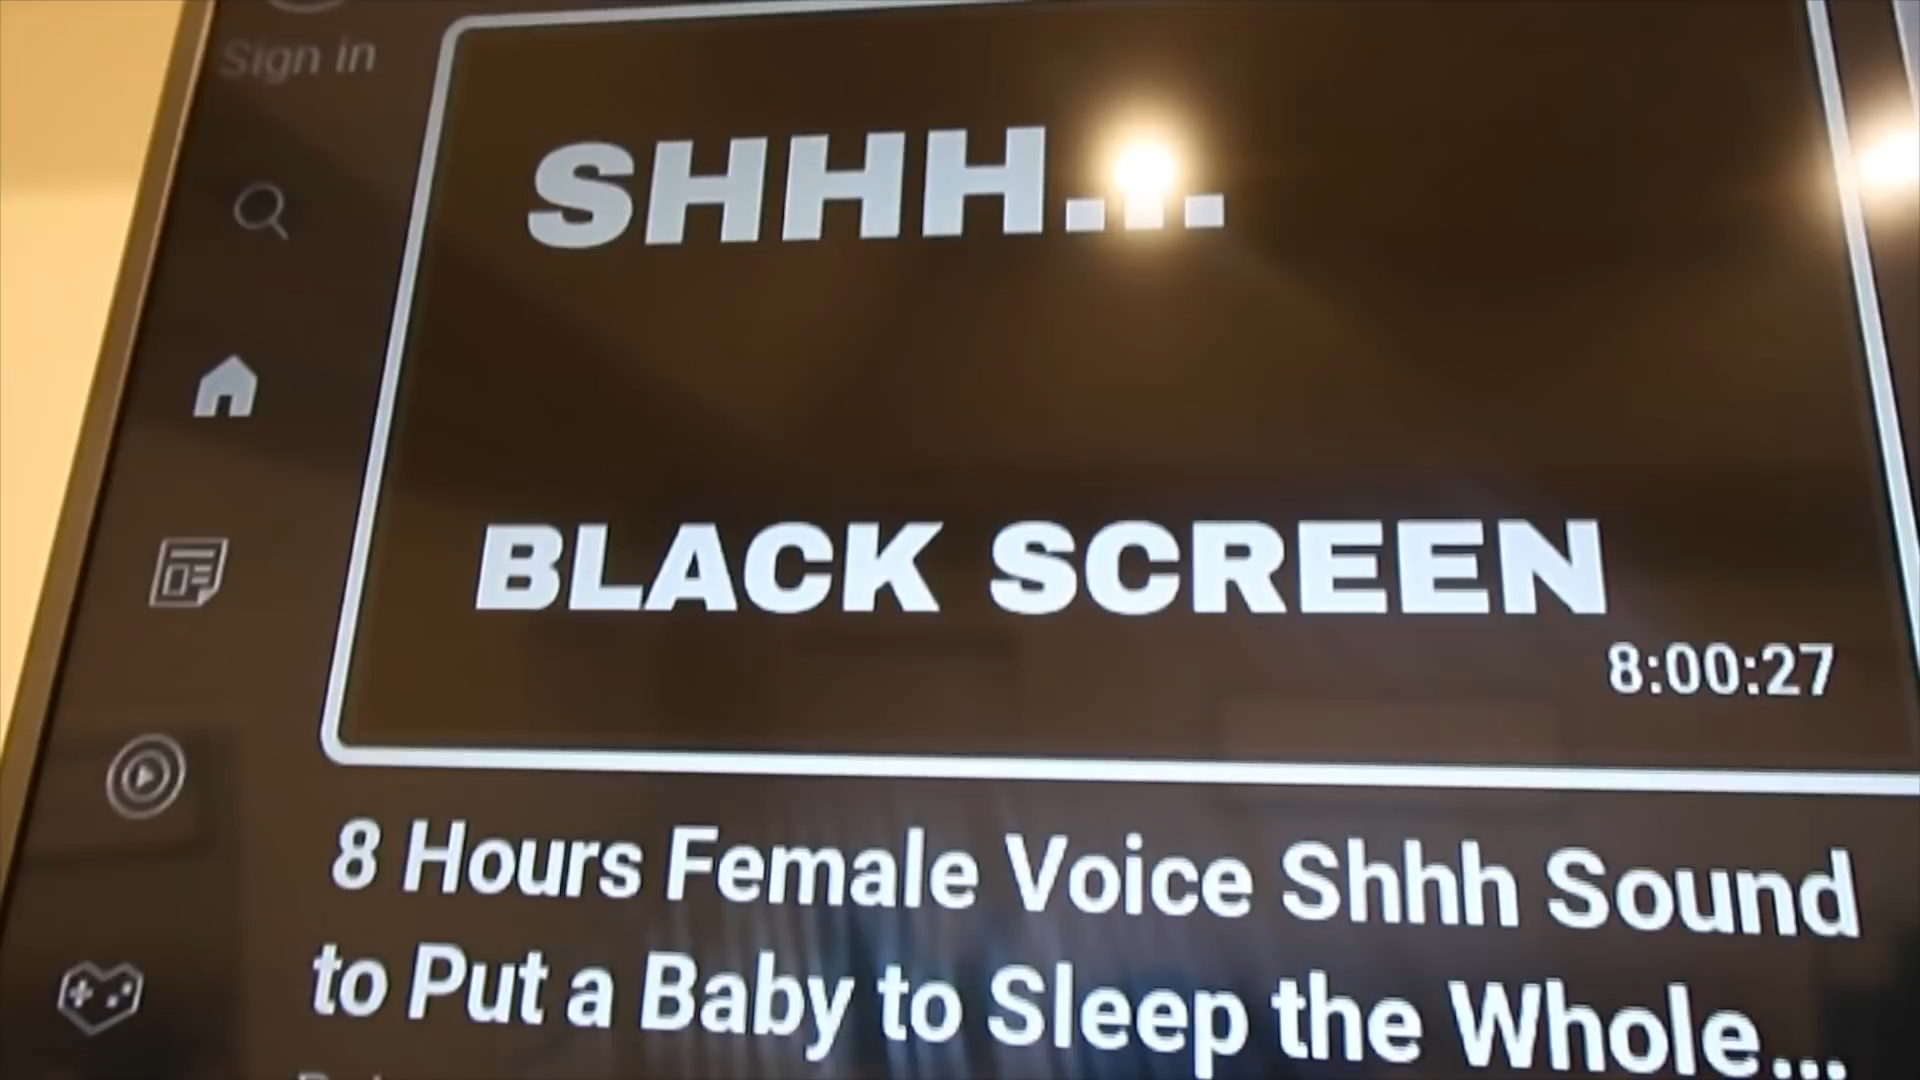 Sign in
SHHH...
BLACK SCREEN
8:00:27
8 Hours Female Voice Shhh Sound
to Put a Baby to Sleep the Whole...